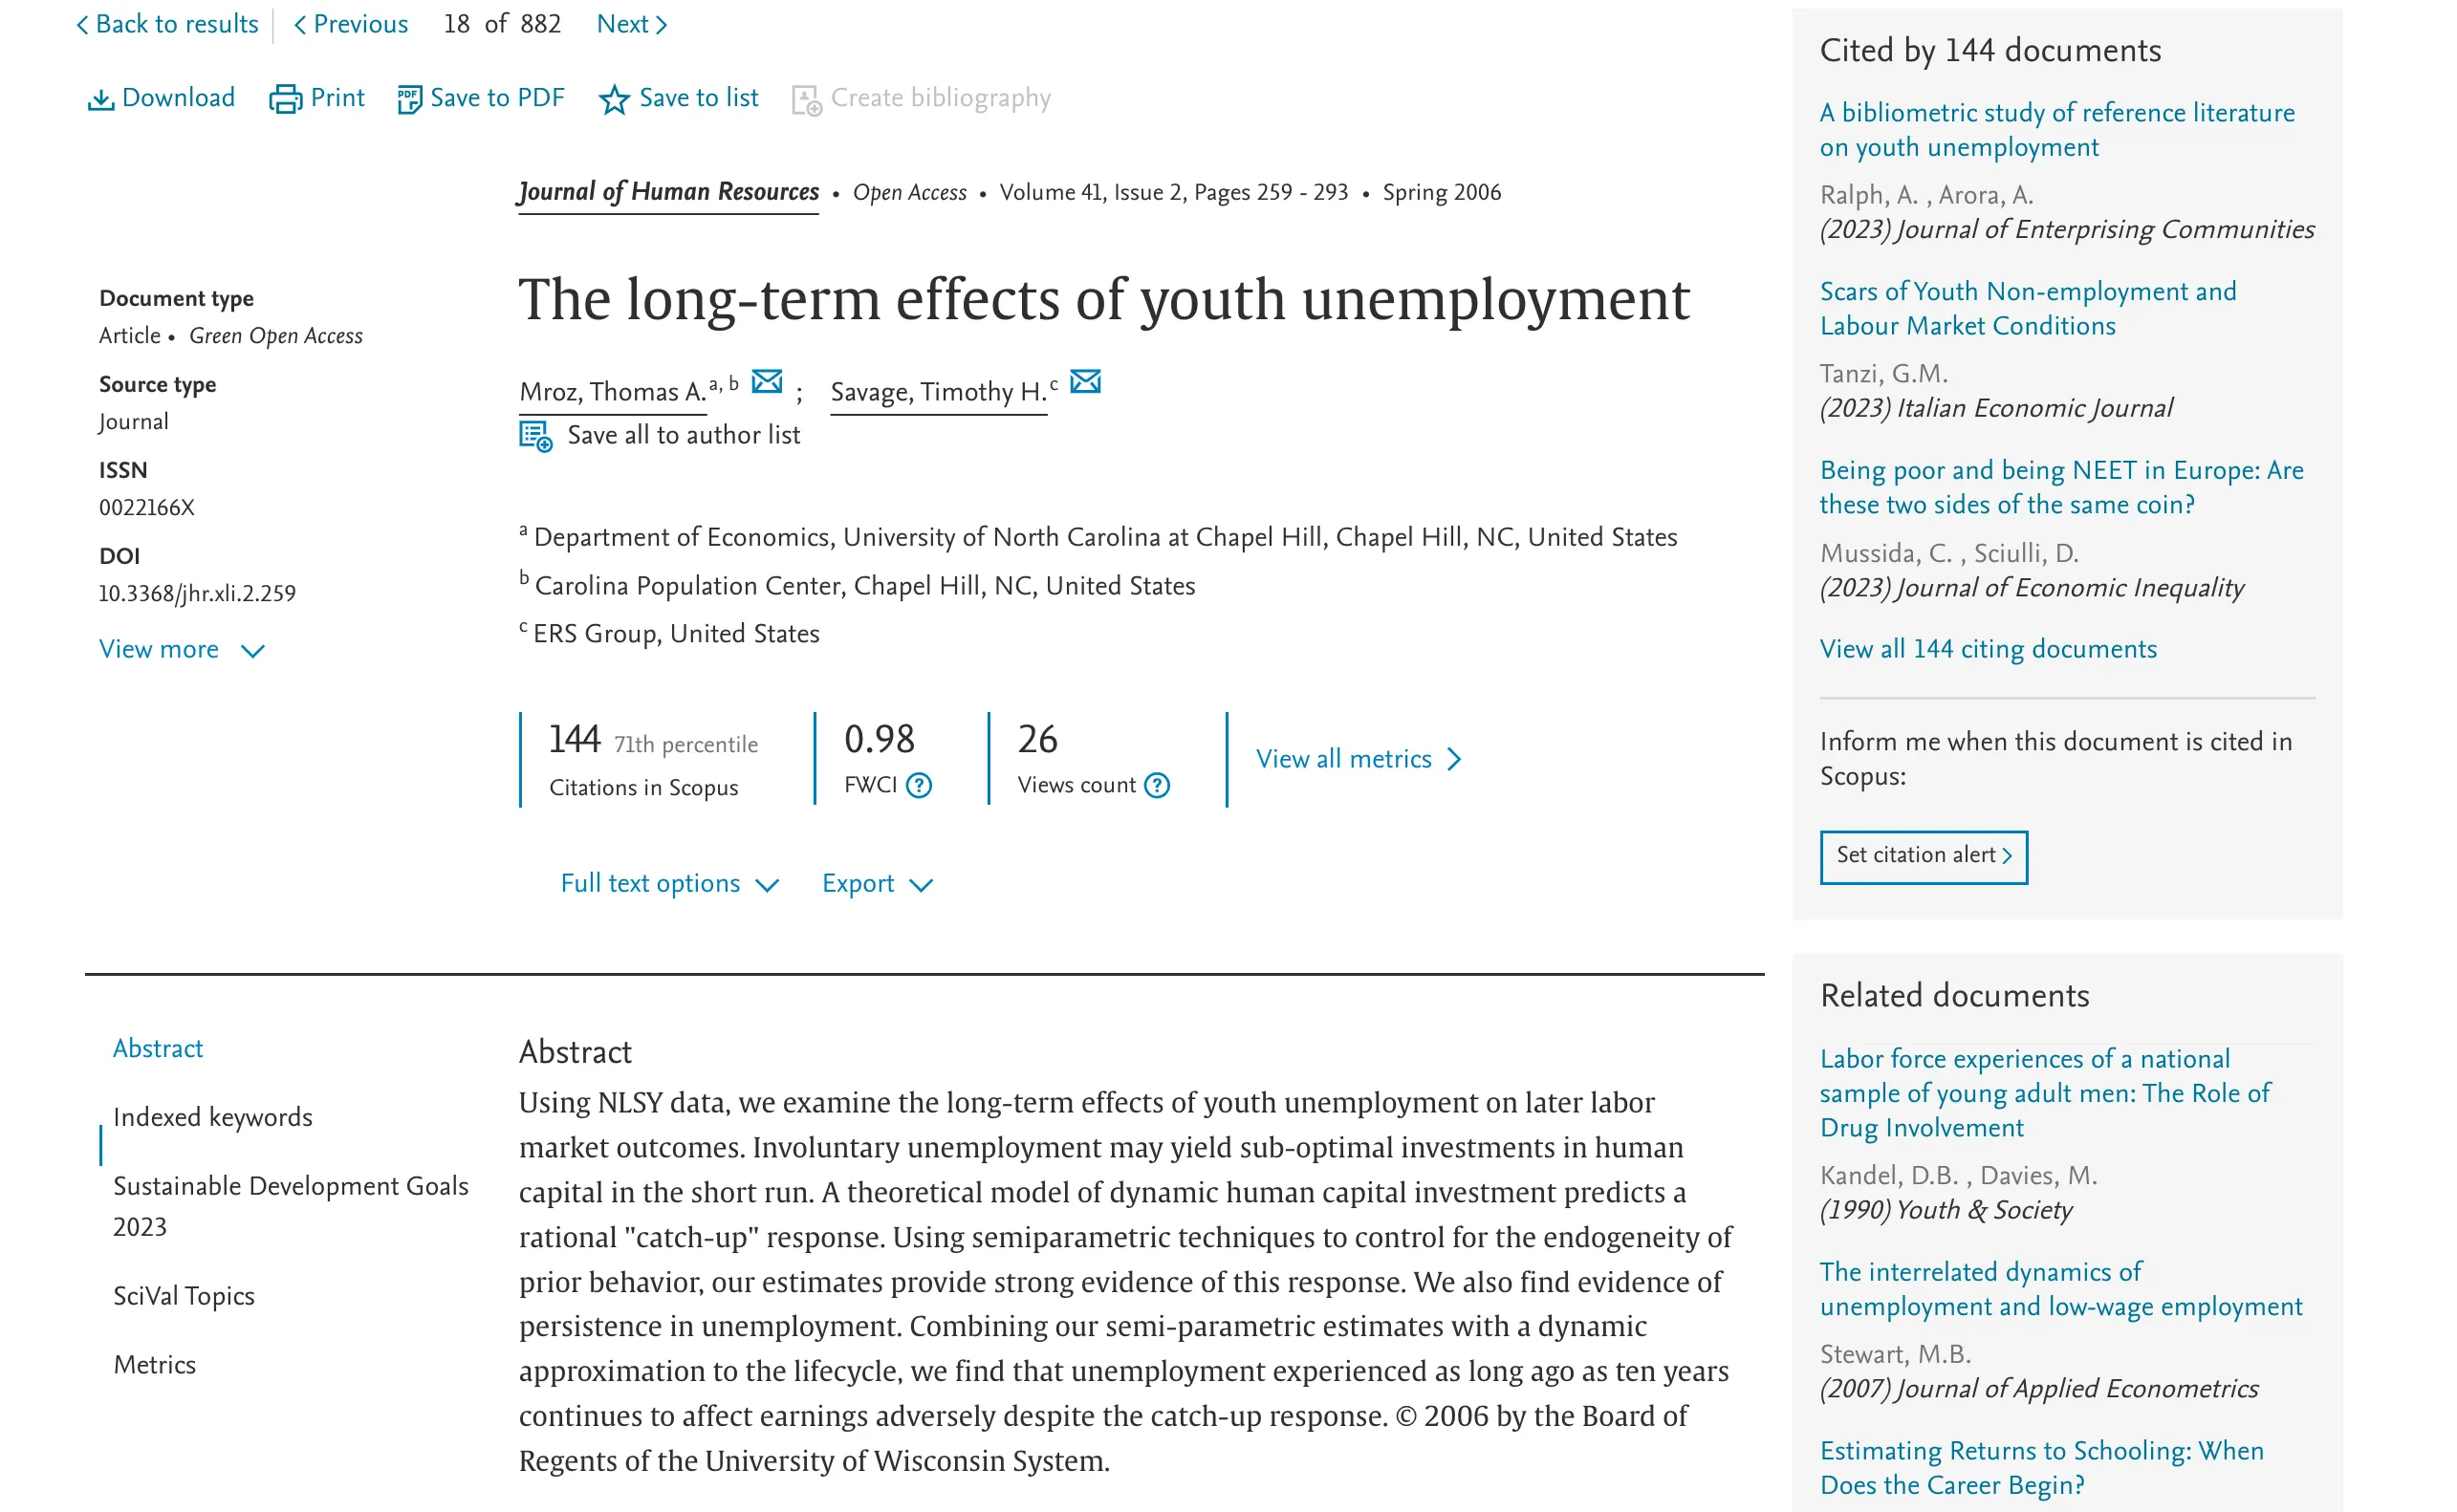 Back to results
Previous
18 of 882
Next
Download
Print
Save to PDF
Save to list
Create bibliography
Journal of Human Resources • Open Access • Volume 41, Issue 2, Pages 259 - 293 • Spring 2006
The long-term effects of youth unemployment
Document type
Article • Green Open Access
Source type
Journal
ISSN
0022166X
DOI
10.3368/jhr.xli.2.259
View more
Mroz, Thomas A.a, b ; Savage, Timothy H.c
Save all to author list
a Department of Economics, University of North Carolina at Chapel Hill, Chapel Hill, NC, United States
b Carolina Population Center, Chapel Hill, NC, United States
c ERS Group, United States
144 71th percentile
Citations in Scopus
0.98
FWCI ?
26
Views count ?
View all metrics
Full text options
Export
Abstract
Indexed keywords
Sustainable Development Goals
2023
SciVal Topics
Metrics
Abstract
Using NLSY data, we examine the long-term effects of youth unemployment on later labor
market outcomes. Involuntary unemployment may yield sub-optimal investments in human
capital in the short run. A theoretical model of dynamic human capital investment predicts a
rational "catch-up" response. Using semiparametric techniques to control for the endogeneity of
prior behavior, our estimates provide strong evidence of this response. We also find evidence of
persistence in unemployment. Combining our semi-parametric estimates with a dynamic
approximation to the lifecycle, we find that unemployment experienced as long ago as ten years
continues to affect earnings adversely despite the catch-up response. © 2006 by the Board of
Regents of the University of Wisconsin System.
Cited by 144 documents
A bibliometric study of reference literature
on youth unemployment
Ralph, A. , Arora, A.
(2023) Journal of Enterprising Communities
Scars of Youth Non-employment and
Labour Market Conditions
Tanzi, G.M.
(2023) Italian Economic Journal
Being poor and being NEET in Europe: Are
these two sides of the same coin?
Mussida, C. , Sciulli, D.
(2023) Journal of Economic Inequality
View all 144 citing documents
Inform me when this document is cited in
Scopus:
Set citation alert
Related documents
Labor force experiences of a national
sample of young adult men: The Role of
Drug Involvement
Kandel, D.B. , Davies, M.
(1990) Youth & Society
The interrelated dynamics of
unemployment and low-wage employment
Stewart, M.B.
(2007) Journal of Applied Econometrics
Estimating Returns to Schooling: When
Does the Career Begin?